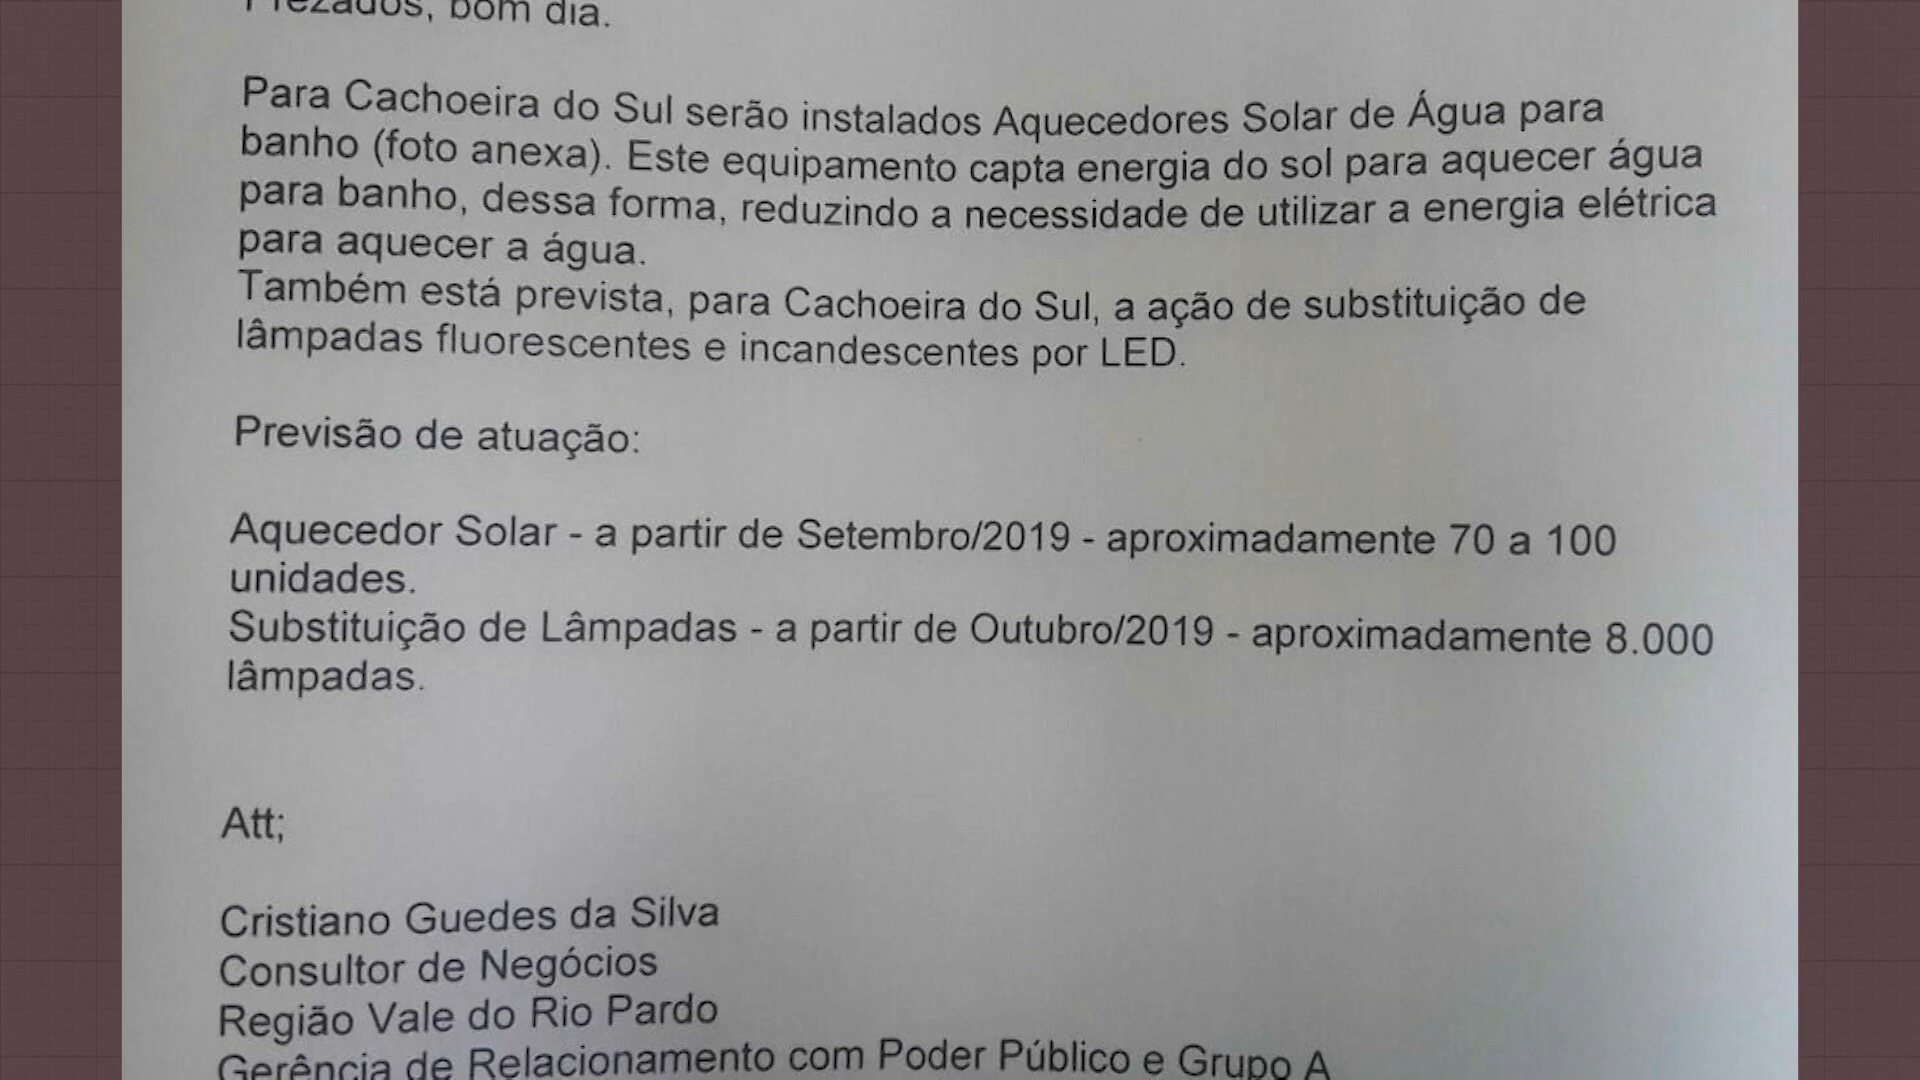 Prezados, bom dia.
Para Cachoeira do Sul serão instalados Aquecedores Solar de Água para
banho (foto anexa). Este equipamento capta energia do sol para aquecer água
para banho, dessa forma, reduzindo a necessidade de utilizar a energia elétrica
para aquecer a água.
Também está prevista, para Cachoeira do Sul, a ação de substituição de
lâmpadas fluorescentes e incandescentes por LED.
Previsão de atuação:
Aquecedor Solar - a partir de Setembro/2019 - aproximadamente 70 a 100
unidades.
Substituição de Lâmpadas - a partir de Outubro/2019 - aproximadamente 8.000
lâmpadas.
Att;
Cristiano Guedes da Silva
Consultor de Negócios
Região Vale do Rio Pardo
Gerência de Relacionamento com Poder Público e Grupo A